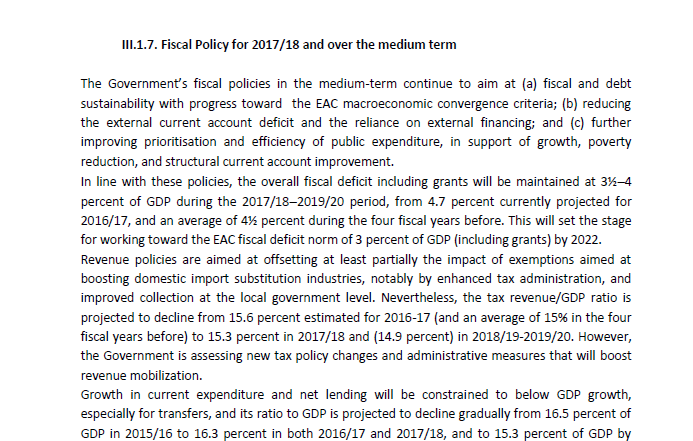 III.1.7. Fiscal Policy for 2017/18 and over the medium term
The Government's fiscal policies in the medium-term continue to aim at (a) fiscal and debt
sustainability with progress toward the EAC macroeconomic convergence criteria; (b) reducing
the external current account deficit and the reliance on external financing; and (c) further
improving prioritisation and efficiency of public expenditure, in support of growth, poverty
reduction, and structural current account improvement.
In line with these policies, the overall fiscal deficit including grants will be maintained at 3½–4
percent of GDP during the 2017/18–2019/20 period, from 4.7 percent currently projected for
2016/17, and an average of 4½ percent during the four fiscal years before. This will set the stage
for working toward the EAC fiscal deficit norm of 3 percent of GDP (including grants) by 2022.
Revenue policies are aimed at offsetting at least partially the impact of exemptions aimed at
boosting domestic import substitution industries, notably by enhanced tax administration, and
improved collection at the local government level. Nevertheless, the tax revenue/GDP ratio is
projected to decline from 15.6 percent estimated for 2016-17 (and an average of 15% in the four
fiscal years before) to 15.3 percent in 2017/18 and (14.9 percent) in 2018/19-2019/20. However,
the Government is assessing new tax policy changes and administrative measures that will boost
revenue mobilization.
Growth in current expenditure and net lending will be constrained to below GDP growth,
especially for transfers, and its ratio to GDP is projected to decline gradually from 16.5 percent of
GDP in 2015/16 to 16.3 percent in both 2016/17 and 2017/18, and to 15.3 percent of GDP by